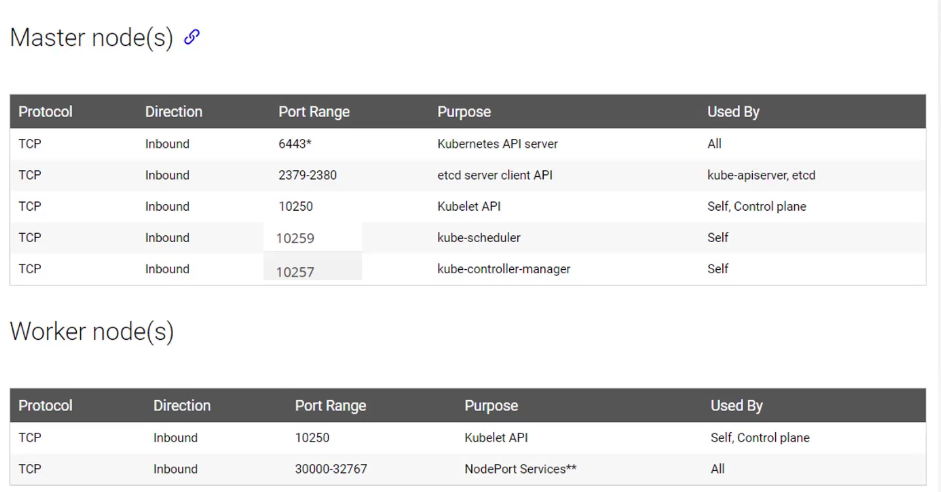 Master node(s)
Protocol Direction Port Range Purpose Used By
TCP Inbound 6443* Kubernetes API server All
TCP Inbound 2379-2380 etcd server client API kube-apiserver, etcd
TCP Inbound 10250 Kubelet API Self, Control plane
TCP Inbound 10259 kube-scheduler Self
TCP Inbound 10257 kube-controller-manager Self
Worker node(s)
Protocol Direction Port Range Purpose Used By
TCP Inbound 10250 Kubelet API Self, Control plane
TCP Inbound 30000-32767 NodePort Services** All